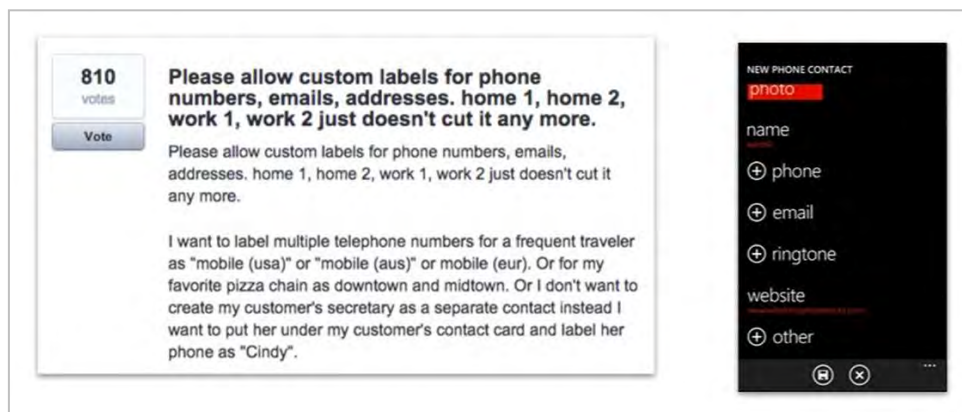 810
votes
Vote
Please allow custom labels for phone
numbers, emails, addresses. home 1, home 2,
work 1, work 2 just doesn't cut it any more.
Please allow custom labels for phone numbers, emails,
addresses. home 1, home 2, work 1, work 2 just doesn't cut it
any more.
I want to label multiple telephone numbers for a frequent traveler
as "mobile (usa)" or "mobile (aus)" or mobile (eur). Or for my
favorite pizza chain as downtown and midtown. Or I don't want to
create my customer's secretary as a separate contact instead I
want to put her under my customer's contact card and label her
phone as "Cindy".
NEW PHONE CONTACT
photo
name
phone
email
ringtone
website
other
...